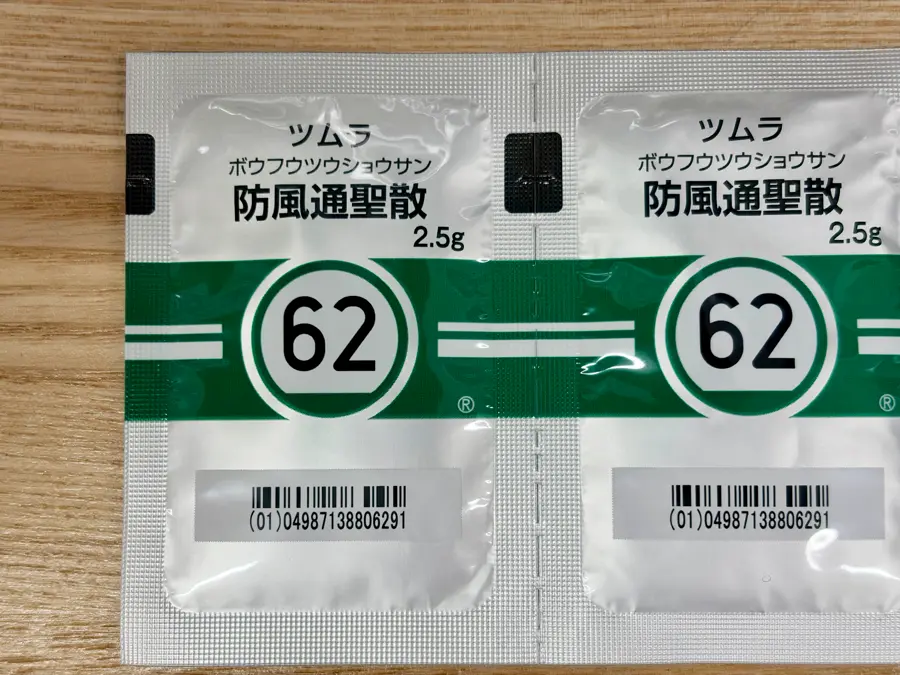 ツムラ
ボウフウツウショウサン
防風通聖散
2.5g
62
®
(01)04987138806291
ツムラ
ボウフウツウショウサン
防風通聖散
2.5g
62
®
(01)04987138806291